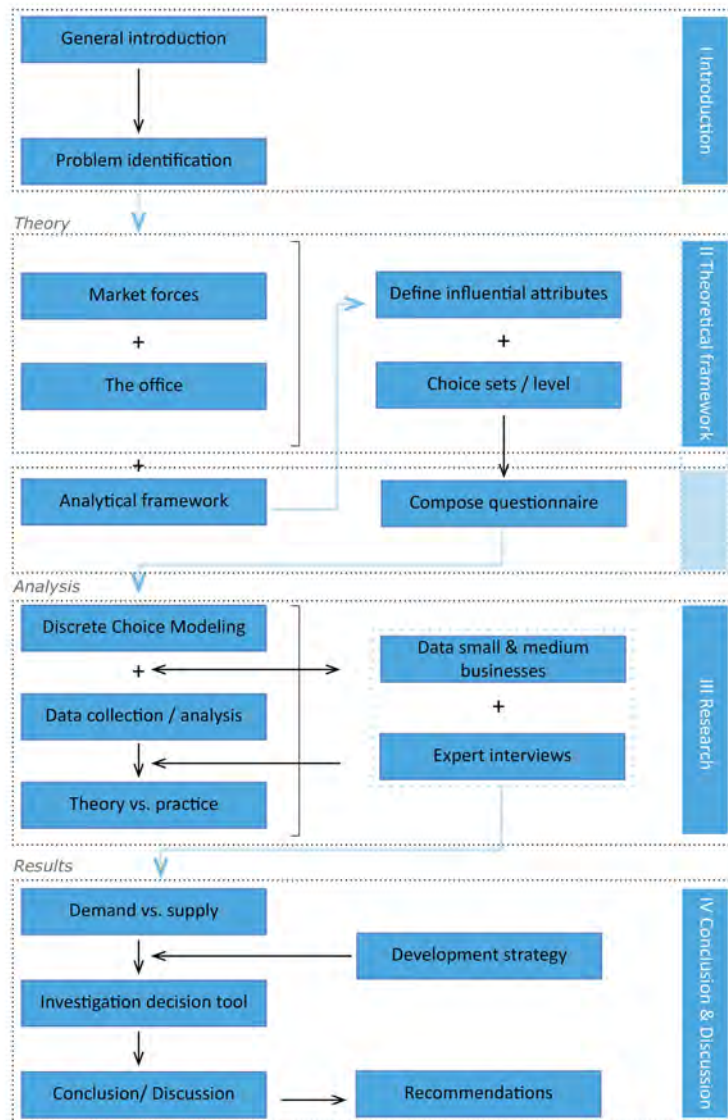 General introduction
Problem identification
I Introduction
Theory
Market forces
+
The office
+
Analytical framework
Define influential attributes
+
Choice sets / level
Compose questionnaire
II Theoretical framework
Analysis
Discrete Choice Modeling
+
Data collection / analysis
Theory vs. practice
Data small & medium
businesses
+
Expert interviews
III Research
Results
Demand vs. supply
Development strategy
Investigation decision tool
Conclusion/ Discussion
Recommendations
IV Conclusion & Discussion